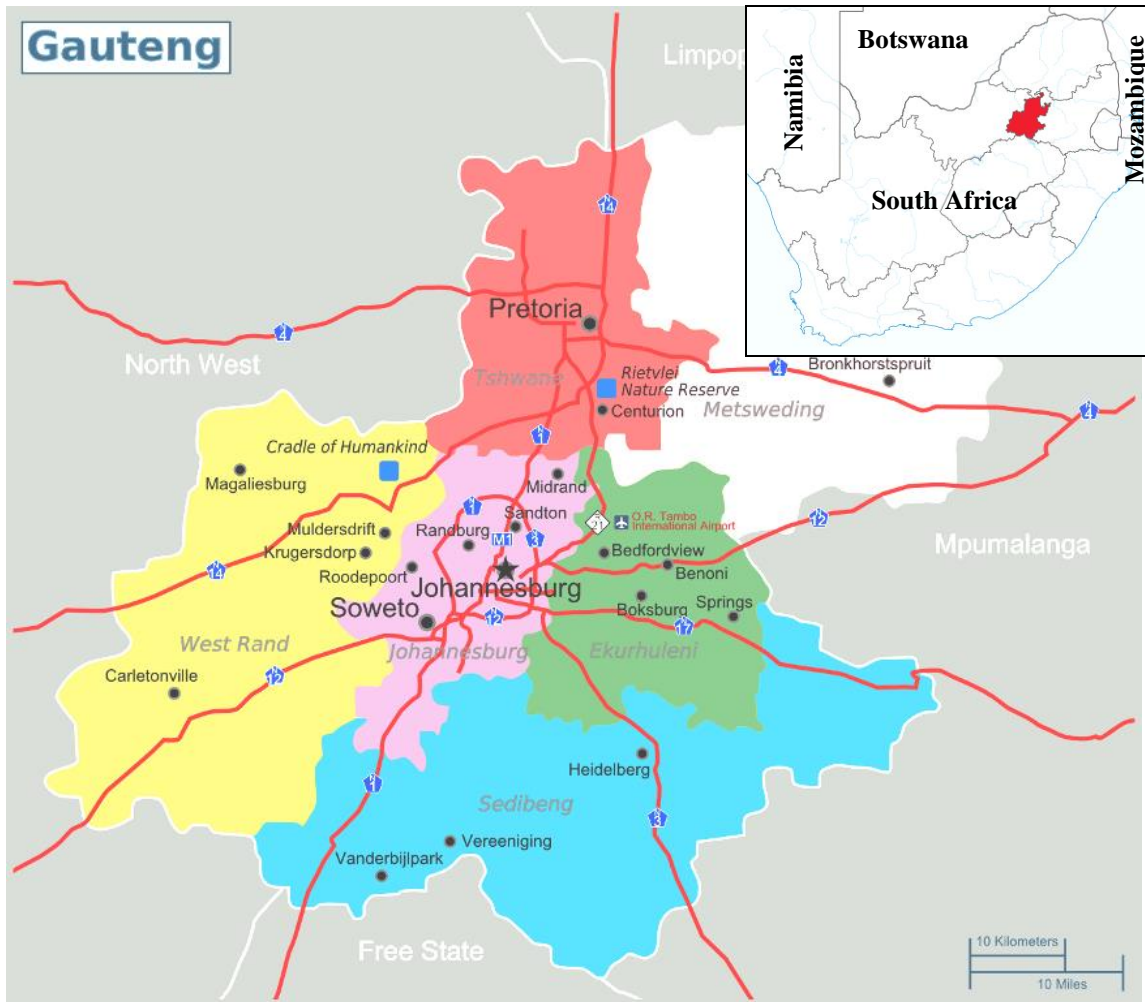 Gauteng
Limpop
Botswana
Namibia
Mozambique
South Africa
N
14
Pretoria
N
4
North West
Tshwane
Rietvlei
Nature Reserve
Centurion
N
4
Bronkhorstspruit
Metsweding
N
4
N
1
Cradle of Humankind
Magaliesburg
Midrand
N
1
Sandton
Randburg
M1
N
3
21
O.R. Tambo
International Airport
N
12
Muldersdrift
Krugersdorp
Roodepoort
Bedfordview
Benoni
Mpumalanga
N
14
Johannesburg
Soweto
N
12
Boksburg
Springs
N
17
West Rand
Johannesburg
Ekurhuleni
N
12
Carletonville
Heidelberg
N
1
Sedibeng
N
3
Vereeniging
Vanderbijlpark
Free State
10 Kilometers
10 Miles